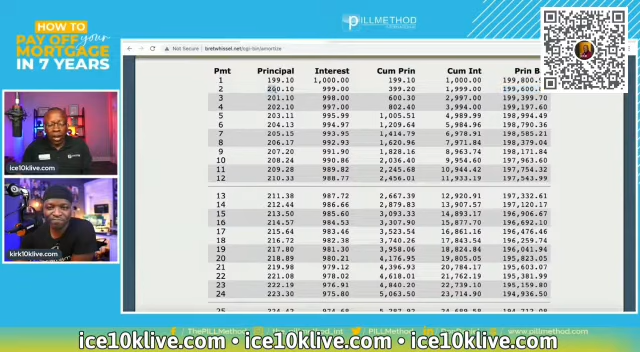 HOW TO
PAY OFF your
MORTGAGE
IN 7 YEARS
PILLMETHOD
Not Secure | bretwhissel.net/cgi-bin/amortize
Pmt Principal Interest Cum Prin Cum Int Prin B
1 199.10 1,000.00 199.10 1,000.00 199,800.90
2 200.10 999.00 399.20 1,999.00 199,600.80
3 201.10 998.00 600.30 2,997.00 199,399.70
4 202.10 997.00 802.40 3,994.00 199,197.60
5 203.11 995.99 1,005.51 4,989.99 198,994.49
6 204.13 994.97 1,209.64 5,984.96 198,790.36
7 205.15 993.95 1,414.79 6,978.91 198,585.21
8 206.17 992.93 1,620.96 7,971.84 198,379.04
9 207.20 991.90 1,828.16 8,963.74 198,171.84
10 208.24 990.86 2,036.40 9,954.60 197,963.60
11 209.28 989.82 2,245.68 10,944.42 197,754.32
12 210.33 988.77 2,456.01 11,933.19 197,543.99
13 211.38 987.72 2,667.39 12,920.91 197,332.61
14 212.44 986.66 2,879.83 13,907.57 197,120.17
15 213.50 985.60 3,093.33 14,893.17 196,906.67
16 214.57 984.53 3,307.90 15,877.70 196,692.10
17 215.64 983.46 3,523.54 16,861.16 196,476.46
18 216.72 982.38 3,740.26 17,843.54 196,259.74
19 217.80 981.30 3,958.06 18,824.84 196,041.94
20 218.89 980.21 4,176.95 19,805.05 195,823.05
21 219.98 979.12 4,396.93 20,784.17 195,603.07
22 221.08 978.02 4,618.01 21,762.19 195,381.99
23 222.19 976.91 4,840.20 22,739.10 195,159.80
24 223.30 975.80 5,063.50 23,714.90 194,936.50
25 224.42 974.68 5,287.92 24,689.58 194,712.08
ice10klive.com
kirk10klive.com
ice10klive.com • ice10klive.com • ice10klive.com